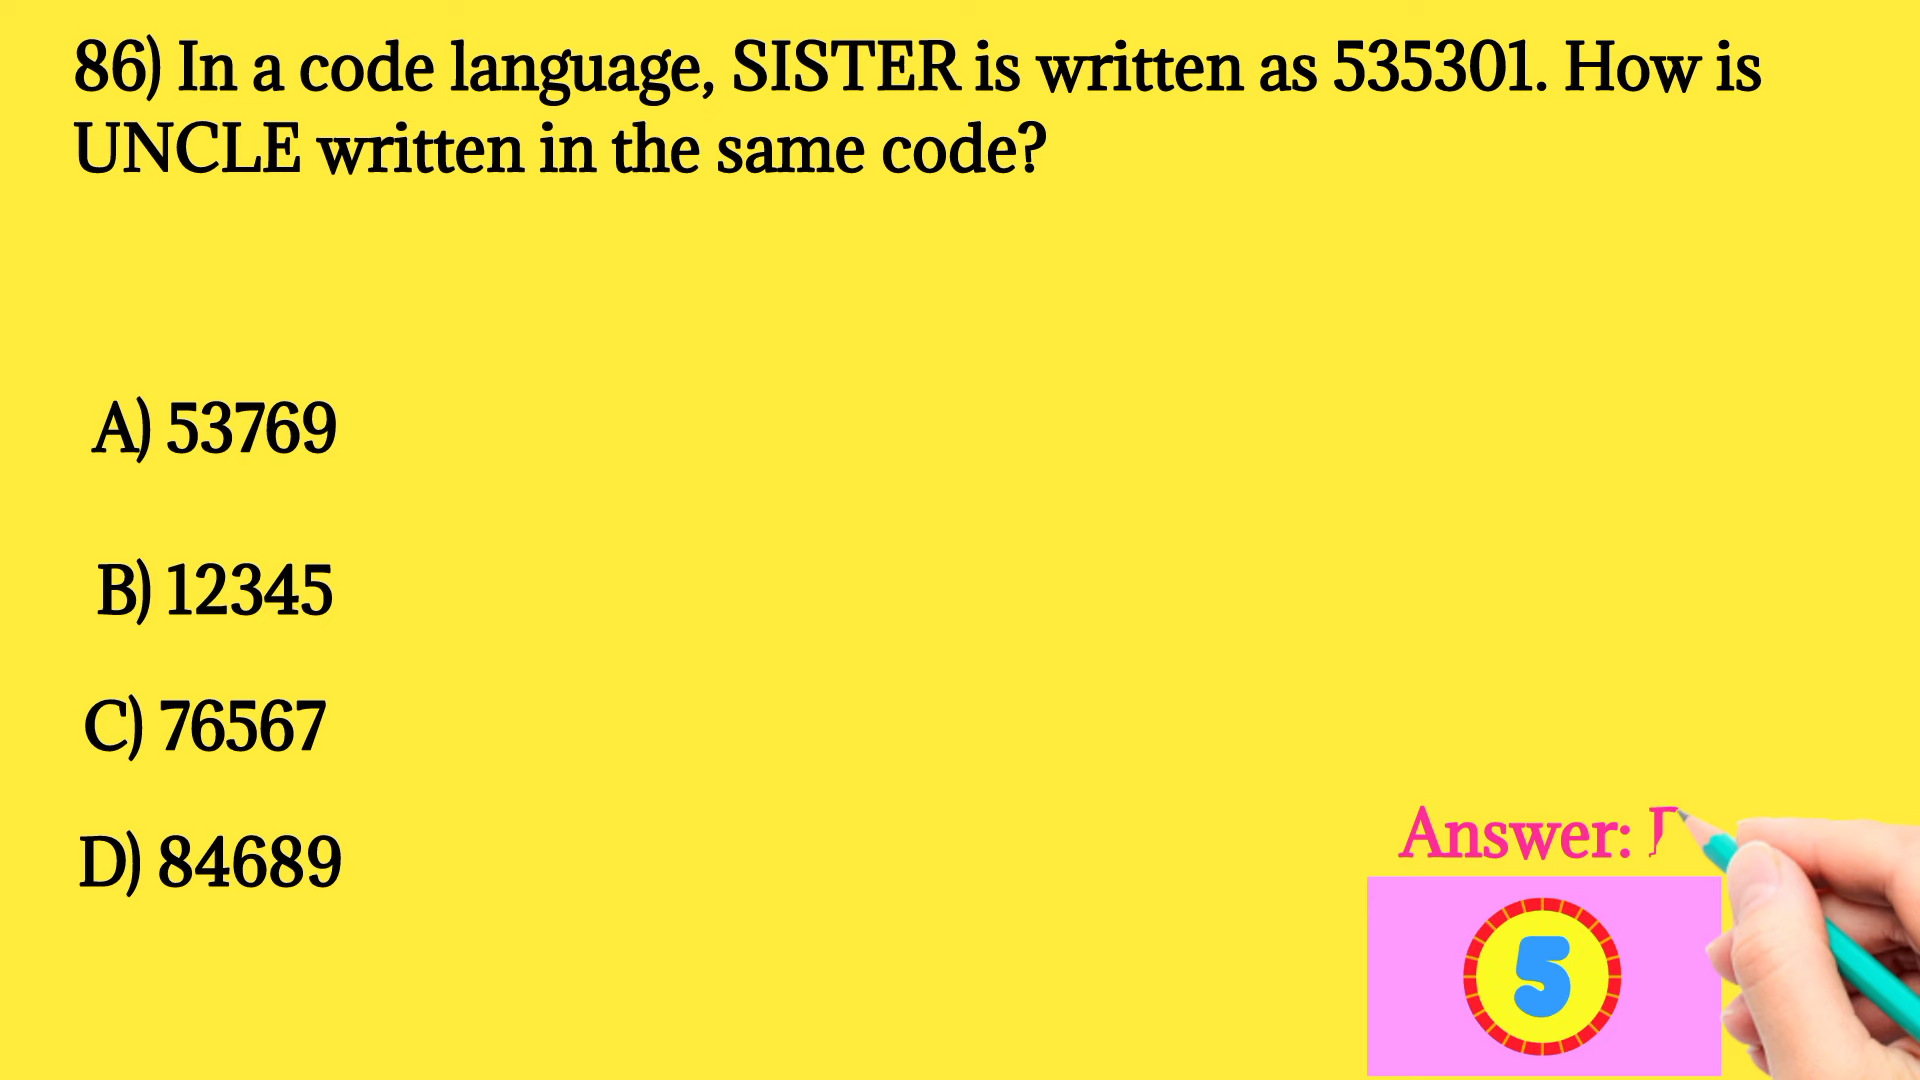 86) In a code language, SISTER is written as 535301. How is
UNCLE written in the same code?
A) 53769
B) 12345
C) 76567
D) 84689
Answer:
5